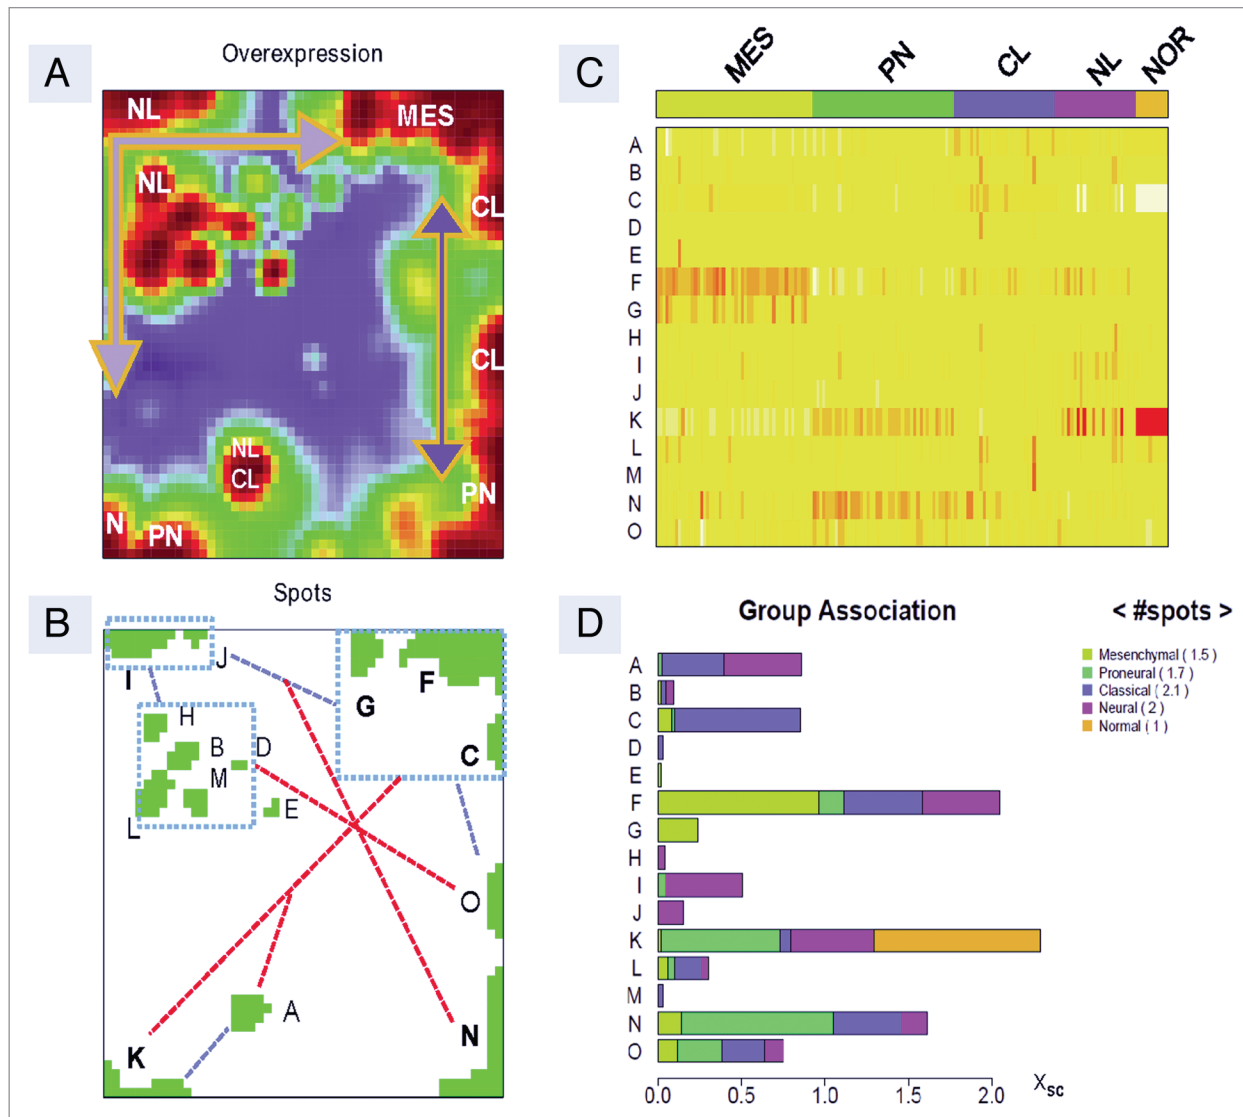 A
Overexpression
NL
MES
NL
CL
CL
NL
CL
PN
N
PN
B
Spots
I
J
G
F
C
H
B
D
M
L
E
O
A
K
N
C
MES
PN
CL
NL
NOR
A
B
C
D
E
F
G
H
I
J
K
L
M
N
O
D
Group Association
< #spots >
Mesenchymal ( 1.5 )
Proneural ( 1.7 )
Classical ( 2.1 )
Neural ( 2 )
Normal ( 1 )
A
B
C
D
E
F
G
H
I
J
K
L
M
N
O
0.0 0.5 1.0 1.5 2.0 Xsc